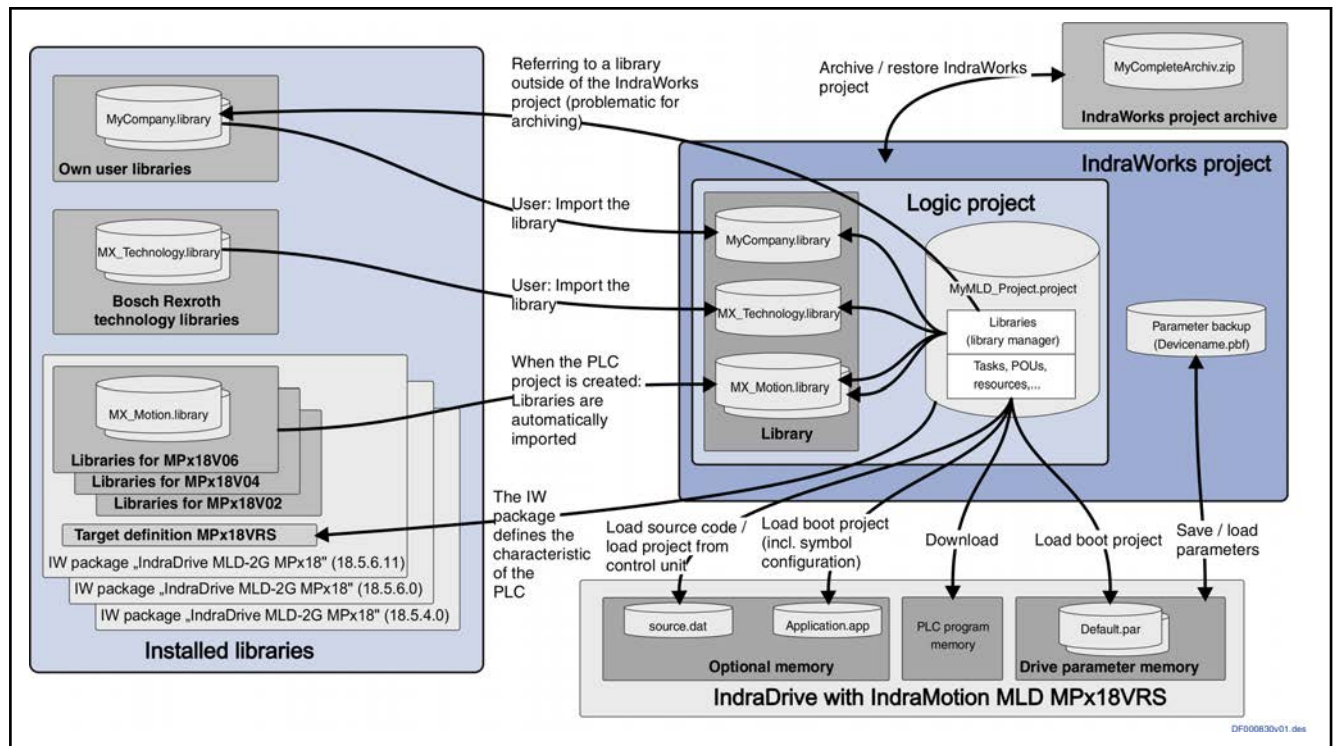 MyCompany.library
Own user libraries
MX_Technology.library
Bosch Rexroth
technology libraries
MX_Motion.library
Libraries for MPx18V06
Libraries for MPx18V04
Libraries for MPx18V02
Target definition MPx18VRS
IW package „IndraDrive MLD-2G MPx18" (18.5.6.11)
IW package „IndraDrive MLD-2G MPx18" (18.5.6.0)
IW package „IndraDrive MLD-2G MPx18" (18.5.4.0)
Installed libraries
Referring to a library
outside of the IndraWorks
project (problematic for
archiving)
User: Import the
library
User: Import the
library
When the PLC
project is created:
Libraries are
automatically
imported
The IW
package
defines the
characteristic
of the
PLC
Archive / restore IndraWorks
project
MyCompleteArchiv.zip
IndraWorks project archive
IndraWorks project
Logic project
MyCompany.library
MX_Technology.library
MX_Motion.library
Library
MyMLD_Project.project
Libraries
(library manager)
Tasks, POUs,
resources,...
Parameter backup
(Devicename.pbf)
Load source code /
load project from
control unit
Load boot project
(incl. symbol
configuration)
Download
Load boot project
Save / load
parameters
source.dat
Application.app
Optional memory
PLC program
memory
Default.par
Drive parameter memory
IndraDrive with IndraMotion MLD MPx18VRS
DF000830v01.des